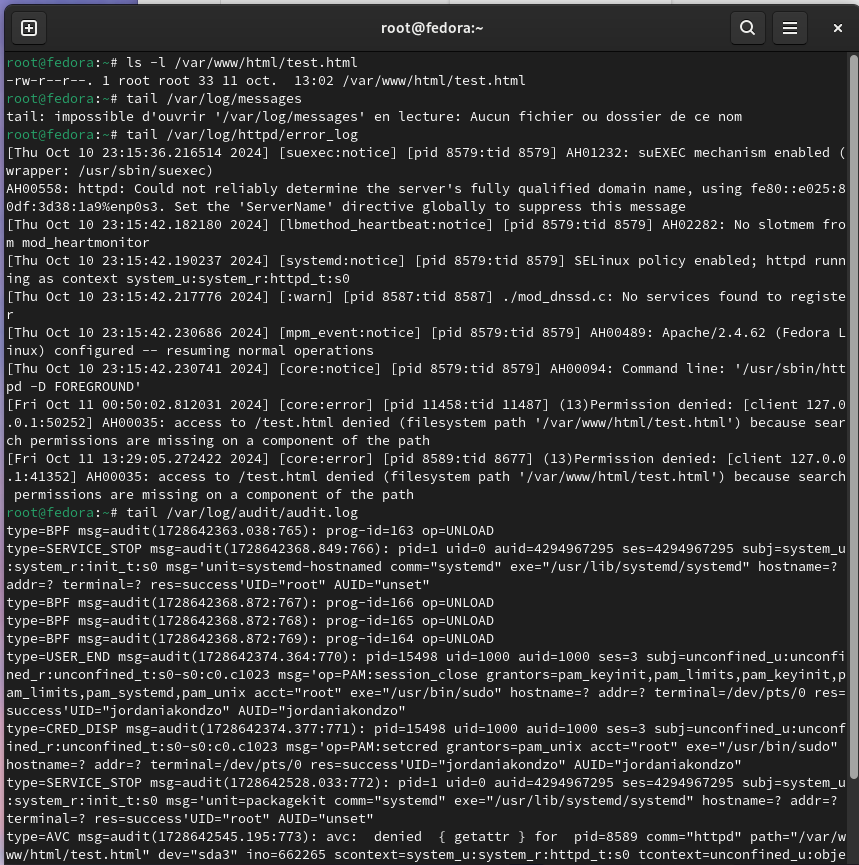 root@fedora:~
root@fedora:~# ls -l /var/www/html/test.html
-rw-r--r--. 1 root root 33 11 oct.  13:02 /var/www/html/test.html
root@fedora:~# tail /var/log/messages
tail: impossible d'ouvrir '/var/log/messages' en lecture: Aucun fichier ou dossier de ce nom
root@fedora:~# tail /var/log/httpd/error_log
[Thu Oct 10 23:15:36.216514 2024] [suexec:notice] [pid 8579:tid 8579] AH01232: suEXEC mechanism enabled (
wrapper: /usr/sbin/suexec)
AH00558: httpd: Could not reliably determine the server's fully qualified domain name, using fe80::e025:8
0df:3d38:1a9%enp0s3. Set the 'ServerName' directive globally to suppress this message
[Thu Oct 10 23:15:42.182180 2024] [lbmethod_heartbeat:notice] [pid 8579:tid 8579] AH02282: No slotmem fro
m mod_heartmonitor
[Thu Oct 10 23:15:42.190237 2024] [systemd:notice] [pid 8579:tid 8579] SELinux policy enabled; httpd runn
ing as context system_u:system_r:httpd_t:s0
[Thu Oct 10 23:15:42.217776 2024] [:warn] [pid 8587:tid 8587] ./mod_dnssd.c: No services found to registe
r
[Thu Oct 10 23:15:42.230686 2024] [mpm_event:notice] [pid 8579:tid 8579] AH00489: Apache/2.4.62 (Fedora L
inux) configured -- resuming normal operations
[Thu Oct 10 23:15:42.230741 2024] [core:notice] [pid 8579:tid 8579] AH00094: Command line: '/usr/sbin/htt
pd -D FOREGROUND'
[Fri Oct 11 00:50:02.812031 2024] [core:error] [pid 11458:tid 11487] (13)Permission denied: [client 127.0
.0.1:50252] AH00035: access to /test.html denied (filesystem path '/var/www/html/test.html') because sear
ch permissions are missing on a component of the path
[Fri Oct 11 13:29:05.272422 2024] [core:error] [pid 8589:tid 8677] (13)Permission denied: [client 127.0.0
.1:41352] AH00035: access to /test.html denied (filesystem path '/var/www/html/test.html') because search
 permissions are missing on a component of the path
root@fedora:~# tail /var/log/audit/audit.log
type=BPF msg=audit(1728642363.038:765): prog-id=163 op=UNLOAD
type=SERVICE_STOP msg=audit(1728642368.849:766): pid=1 uid=0 auid=4294967295 ses=4294967295 subj=system_u
:system_r:init_t:s0 msg='unit=systemd-hostnamed comm="systemd" exe="/usr/lib/systemd/systemd" hostname=?
addr=? terminal=? res=success'UID="root" AUID="unset"
type=BPF msg=audit(1728642368.872:767): prog-id=166 op=UNLOAD
type=BPF msg=audit(1728642368.872:768): prog-id=165 op=UNLOAD
type=BPF msg=audit(1728642368.872:769): prog-id=164 op=UNLOAD
type=USER_END msg=audit(1728642374.364:770): pid=15498 uid=1000 auid=1000 ses=3 subj=unconfined_u:unconfi
ned_r:unconfined_t:s0-s0:c0.c1023 msg='op=PAM:session_close grantors=pam_keyinit,pam_limits,pam_keyinit,p
am_limits,pam_systemd,pam_unix acct="root" exe="/usr/bin/sudo" hostname=? addr=? terminal=/dev/pts/0 res=
success'UID="jordaniakondzo" AUID="jordaniakondzo"
type=CRED_DISP msg=audit(1728642374.377:771): pid=15498 uid=1000 auid=1000 ses=3 subj=unconfined_u:unconf
ined_r:unconfined_t:s0-s0:c0.c1023 msg='op=PAM:setcred grantors=pam_unix acct="root" exe="/usr/bin/sudo"
hostname=? addr=? terminal=/dev/pts/0 res=success'UID="jordaniakondzo" AUID="jordaniakondzo"
type=SERVICE_STOP msg=audit(1728642528.033:772): pid=1 uid=0 auid=4294967295 ses=4294967295 subj=system_u
:system_r:init_t:s0 msg='unit=packagekit comm="systemd" exe="/usr/lib/systemd/systemd" hostname=? addr=?
terminal=? res=success'UID="root" AUID="unset"
type=AVC msg=audit(1728642545.195:773): avc:  denied  { getattr } for  pid=8589 comm="httpd" path="/var/w
ww/html/test.html" dev="sda3" ino=662265 scontext=system_u:system_r:httpd_t:s0 tcontext=unconfined_u:obje